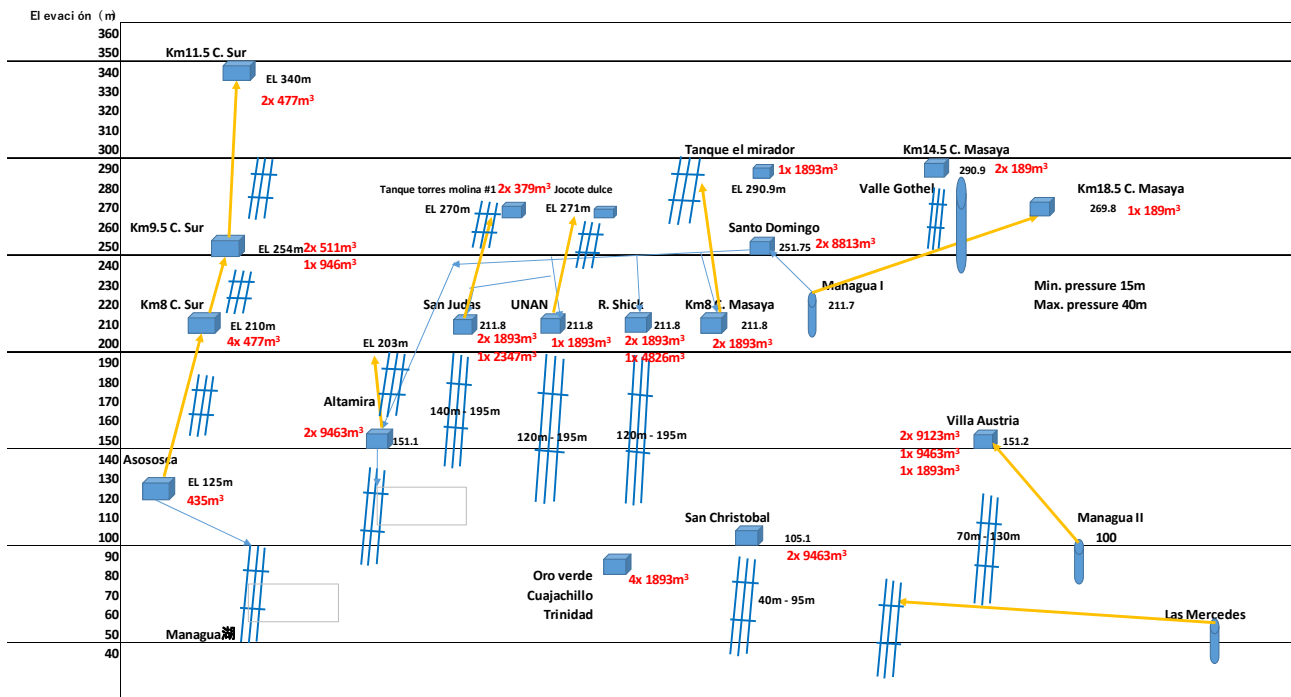 El evaci ón (m)
360
350
340
330
320
310
300
290
280
270
260
250
240
230
220
210
200
190
180
170
160
150
140
130
120
110
100
90
80
70
60
50
40
Km11.5 C. Sur
EL 340m
2x 477m³
Km9.5 C. Sur
EL 254m
2x 511m³
1x 946m³
Km8 C. Sur
EL 210m
4x 477m³
Asososca
EL 125m
435m³
Managua湖
Tanque torres molina #1
2x 379m³
EL 270m
Jocote dulce
EL 271m
Tanque el mirador
1x 1893m³
EL 290.9m
Km14.5 C. Masaya
290.9
2x 189m³
Valle Gothel
Km18.5 C. Masaya
269.8
1x 189m³
Santo Domingo
251.75
2x 8813m³
Managua I
211.7
Min. pressure 15m
Max. pressure 40m
San Judas
211.8
2x 1893m³
1x 2347m³
UNAN
211.8
1x 1893m³
R. Shick
211.8
2x 1893m³
1x 4826m³
Km8 C. Masaya
211.8
2x 1893m³
EL 203m
Altamira
2x 9463m³
151.1
140m - 195m
120m - 195m
120m - 195m
Villa Austria
151.2
2x 9123m³
1x 9463m³
1x 1893m³
70m - 130m
Managua II
100
San Christobal
105.1
2x 9463m³
40m - 95m
Oro verde
Cuajachillo
Trinidad
4x 1893m³
Las Mercedes